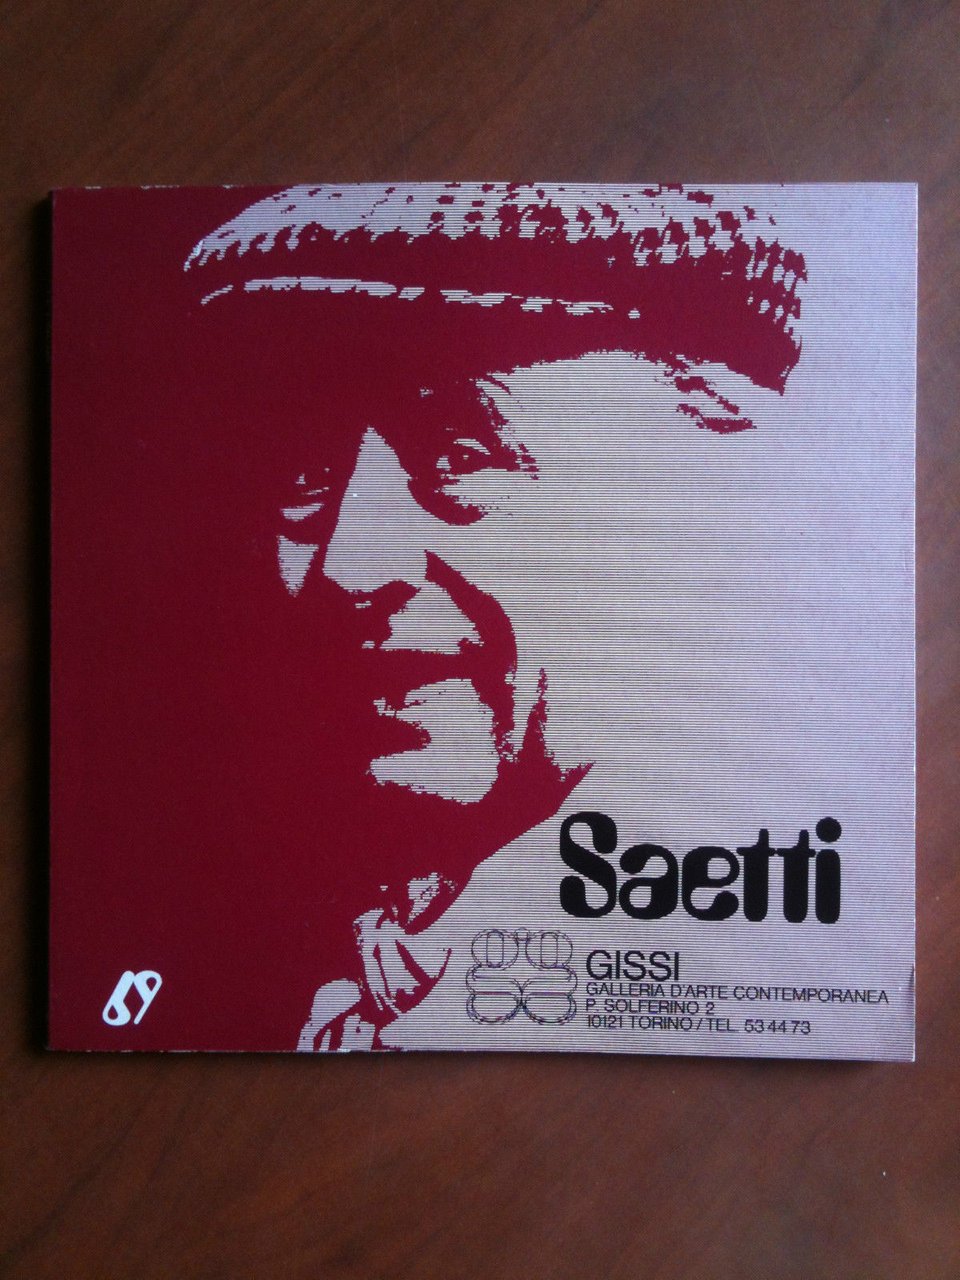 Saetti
GISSI
GALLERIA D'ARTE CONTEMPORANEA
P. SOLFERINO 2
10121 TORINO / TEL. 53 44 73
69